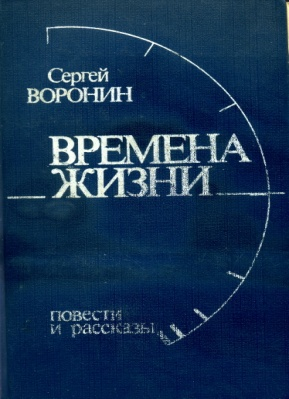 Сергей
ВОРОНИН
ВРЕМЕНА
ЖИЗНИ
повести
и рассказы